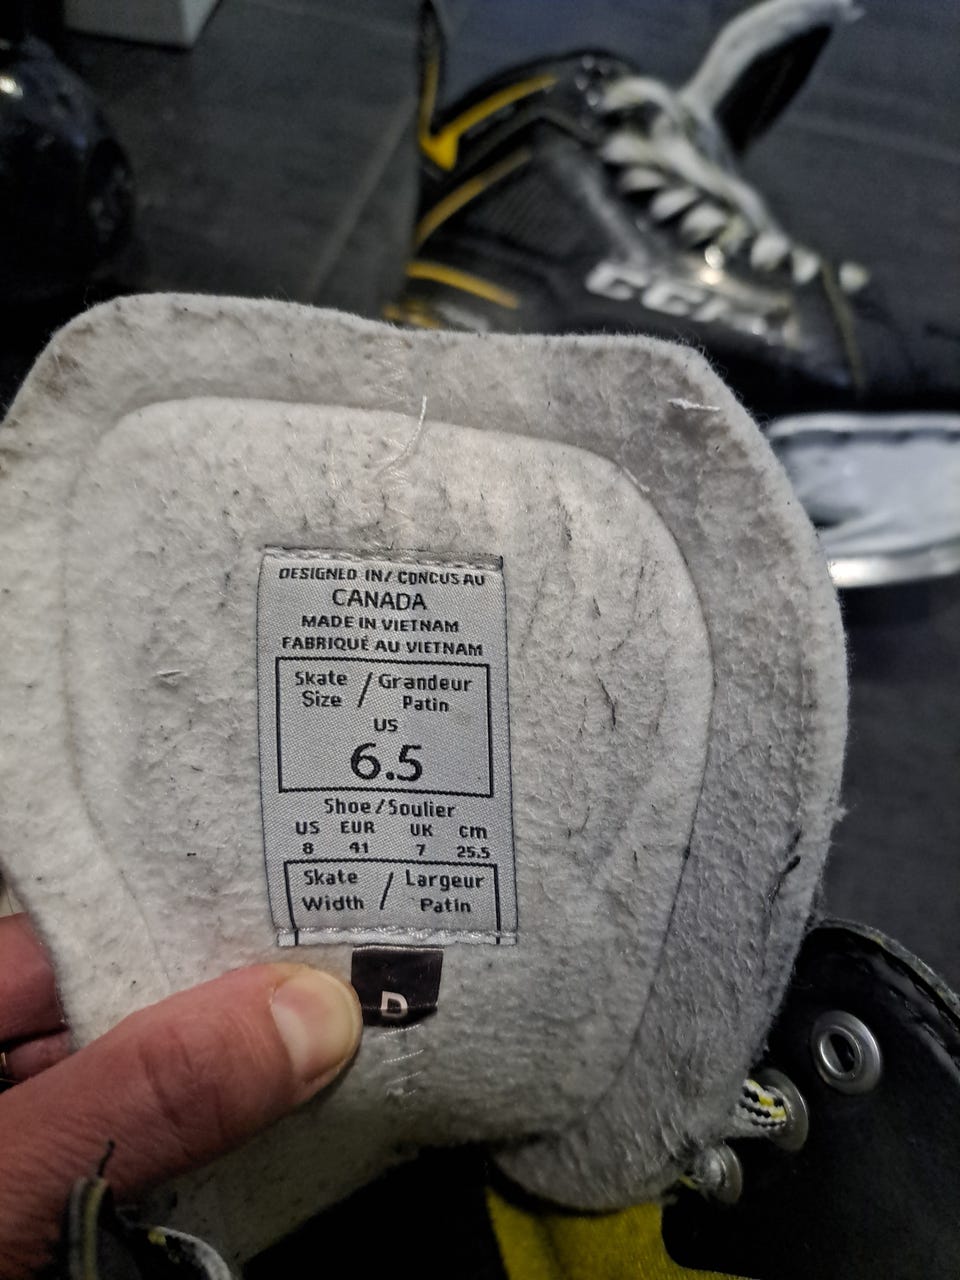 CCM
DESIGNED IN/ CONCUS AU
CANADA
MADE IN VIETNAM
FABRIQUÉ AU VIETNAM
Skate / Grandeur
Size Patin
US
6.5
Shoe/Soulier
US EUR UK cm
8 41 7 25.5
Skate / Largeur
Width Patin
D